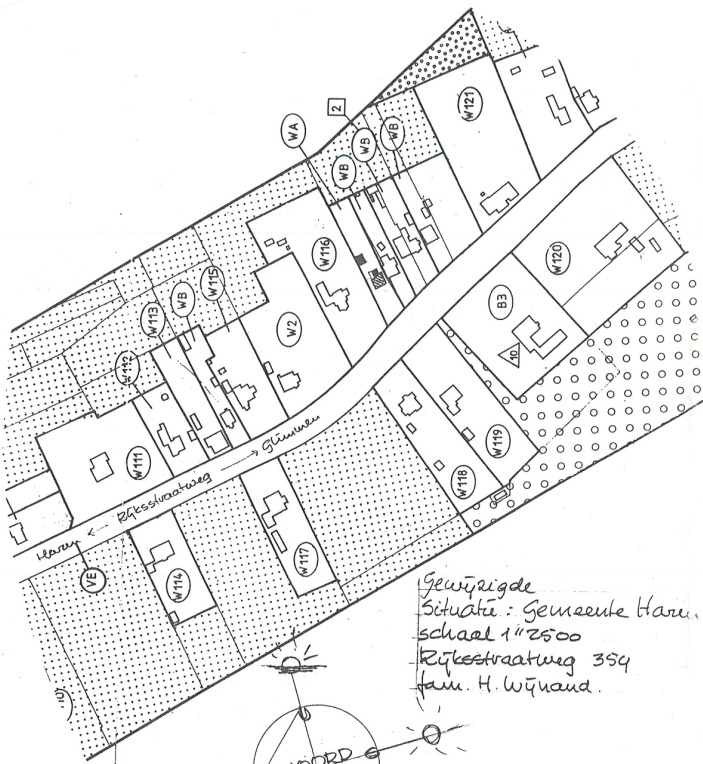 W121
2
WA
WB
WB
WB
W116
W120
W115
WB
W113
B3
W2
10
W112
Glimmen
W111
Rijksstraatweg
W119
W118
Haren
VE
W117
W114
Gewijzigde
Situatie : Gemeente Haren
schaal 1"2500
Rijksstraatweg 354
fam. H. Wijnand.
NOORD